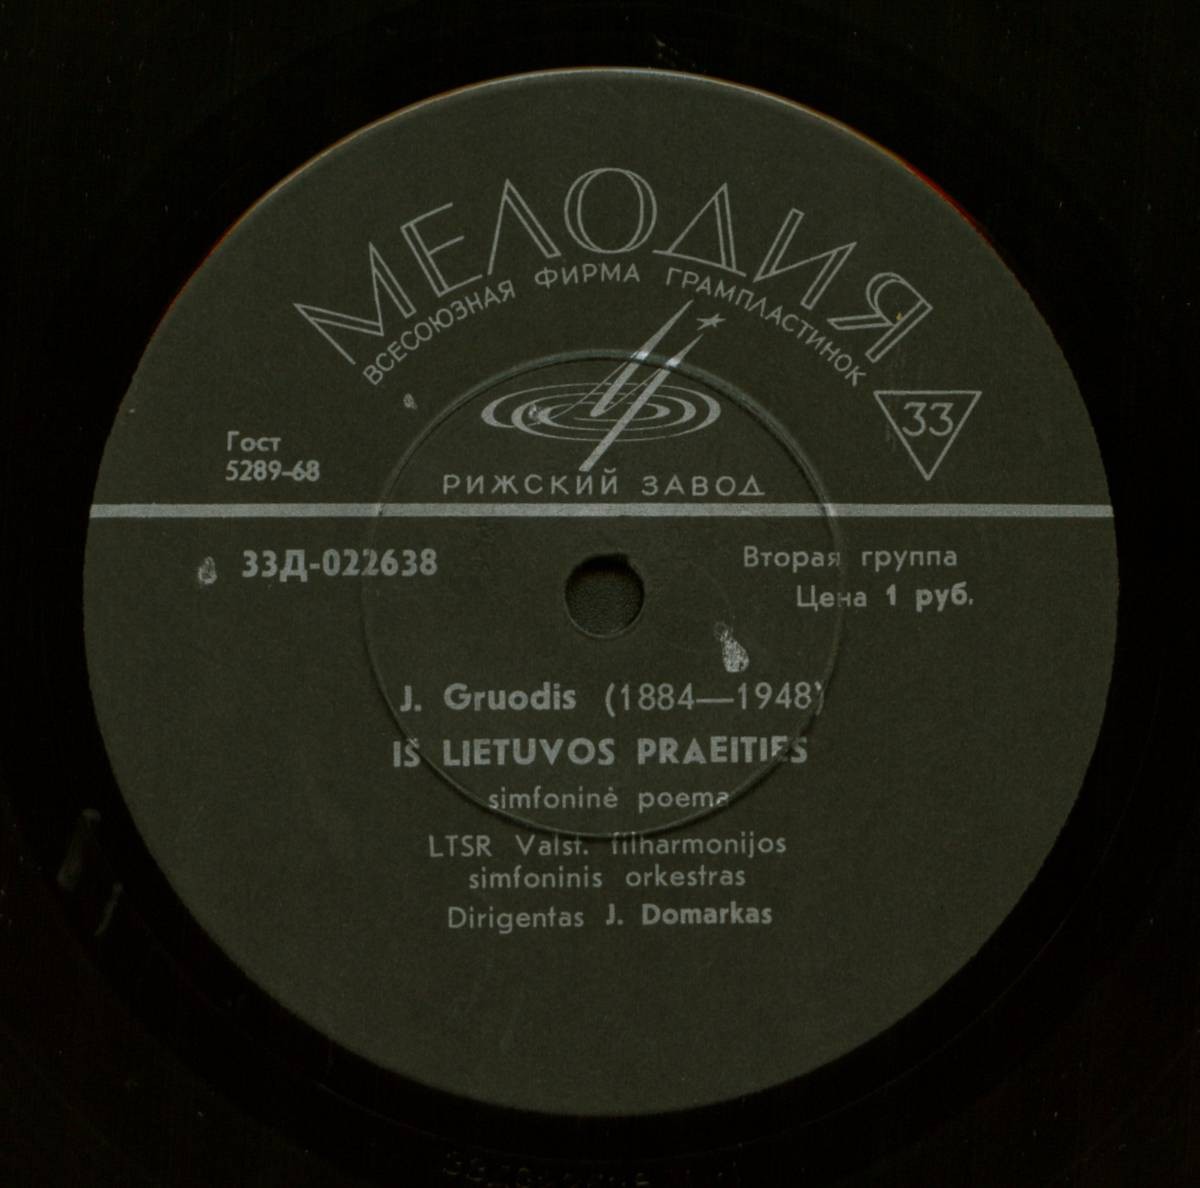 МЕЛОДИЯ
ВСЕСОЮЗНАЯ ФИРМА ГРАМПЛАСТИНОК
33
Гост
5289-68
РИЖСКИЙ ЗАВОД
33Д-022638
Вторая группа
Цена 1 руб.
J. Gruodis (1884—1948)
IŠ LIETUVOS PRAEITIES
simfoninė poema
LTSR Valst. filharmonijos
simfoninis orkestras
Dirigentas J. Domarkas